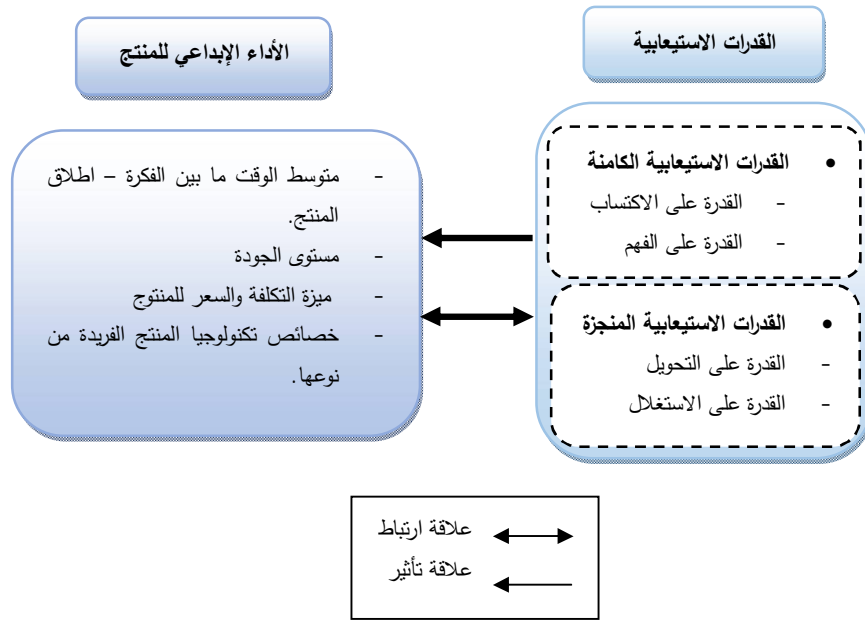 القدرات الاستيعابية
الأداء الإبداعي للمنتج
• القدرات الاستيعابية الكامنة
- القدرة على الاكتساب
- القدرة على الفهم
• القدرات الاستيعابية المنجزة
- القدرة على التحويل
- القدرة على الاستغلال
- متوسط الوقت ما بين الفكرة – اطلاق
المنتج.
- مستوى الجودة
- ميزة التكلفة والسعر للمنتوج
- خصائص تكنولوجيا المنتج الفريدة من
نوعها.
علاقة ارتباط
علاقة تأثير